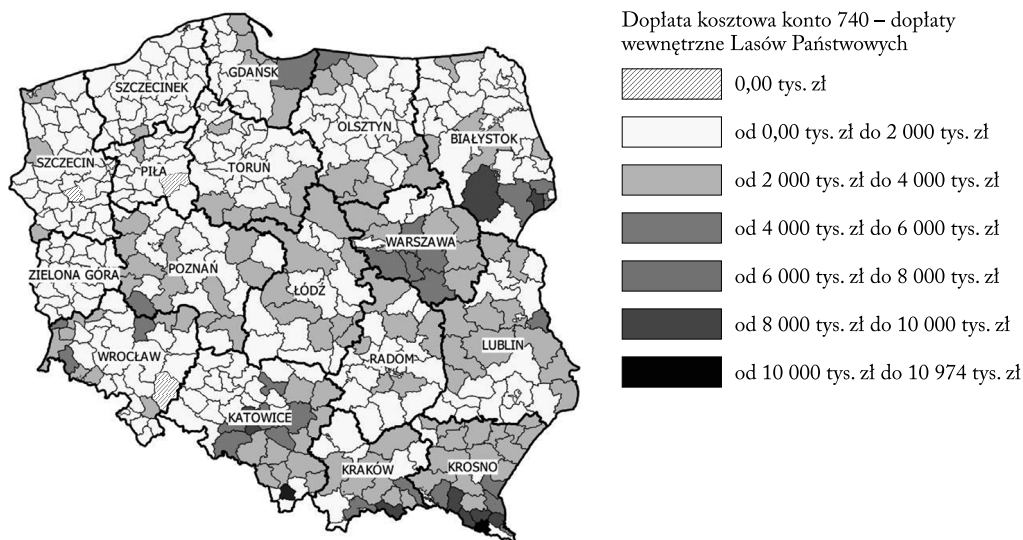 Dopłata kosztowa konto 740 – dopłaty
wewnętrzne Lasów Państwowych
0,00 tys. zł
od 0,00 tys. zł do 2 000 tys. zł
od 2 000 tys. zł do 4 000 tys. zł
od 4 000 tys. zł do 6 000 tys. zł
od 6 000 tys. zł do 8 000 tys. zł
od 8 000 tys. zł do 10 000 tys. zł
od 10 000 tys. zł do 10 974 tys. zł
GDAŃSK
SZCZECINEK
OLSZTYN
BIAŁYSTOK
SZCZECIN
PIŁA
TORUŃ
WARSZAWA
ZIELONA GÓRA
POZNAŃ
ŁÓDŹ
LUBLIN
WROCŁAW
RADOM
KATOWICE
KRAKÓW
KROSNO